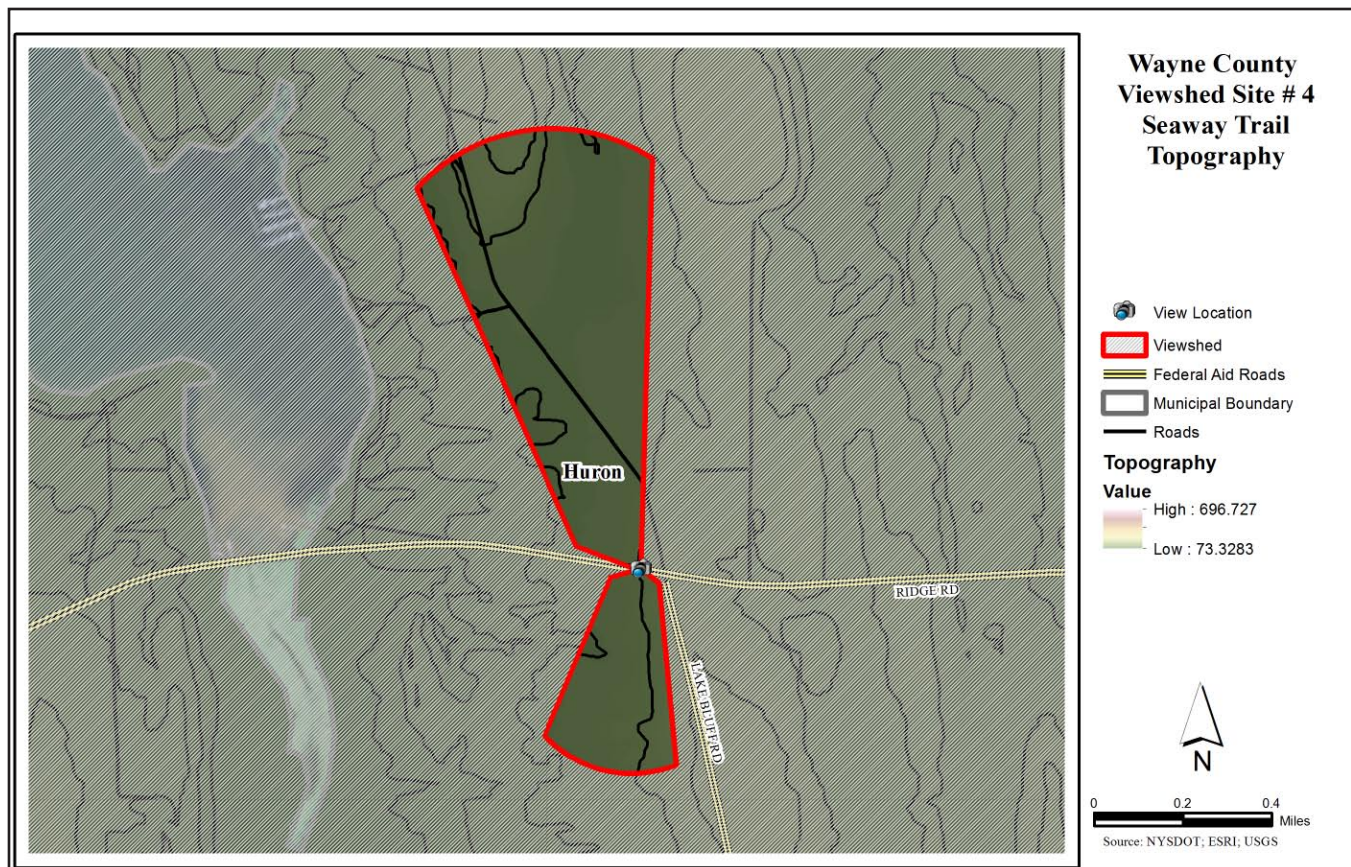 Wayne County
Viewshed Site # 4
Seaway Trail
Topography
View Location
Viewshed
Federal Aid Roads
Municipal Boundary
Roads
Topography
Value
High : 696.727
Low : 73.3283
Huron
RIDGE RD
LAKE BLUFF RD
N
0 0.2 0.4
Miles
Source: NYSDOT; ESRI; USGS